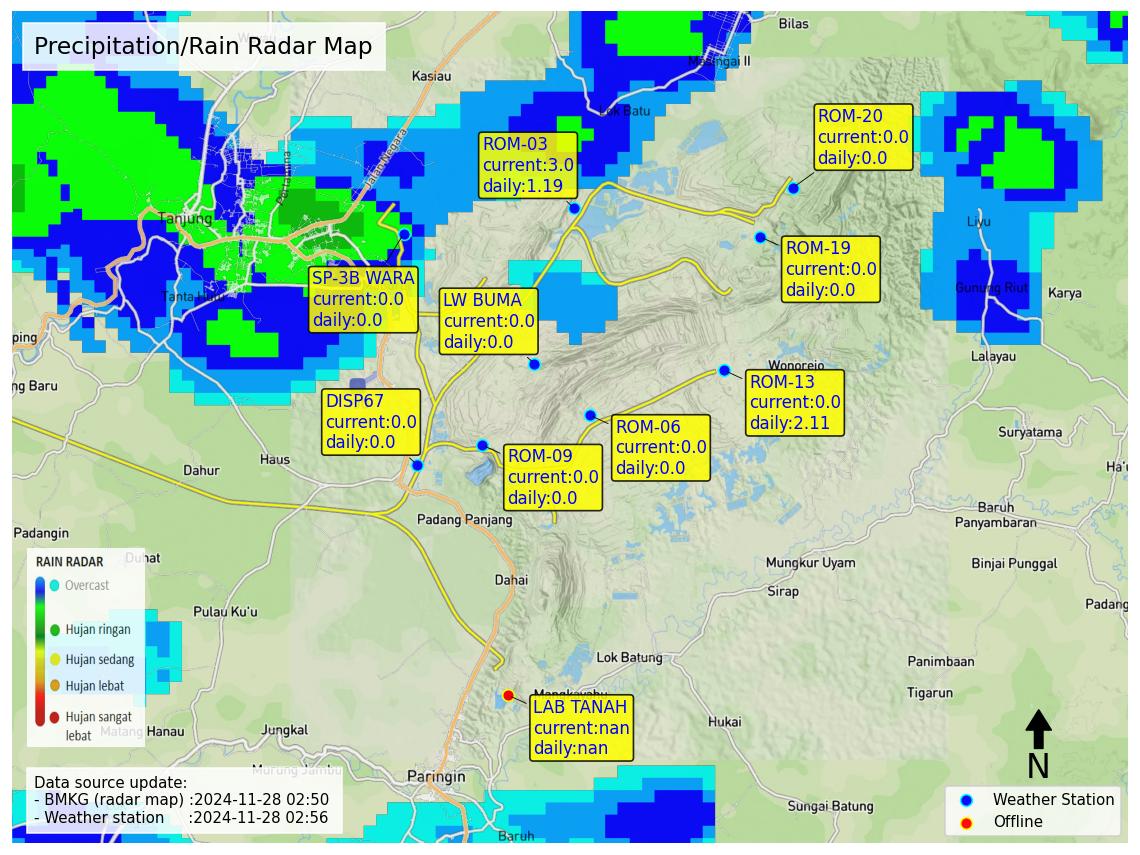 Precipitation/Rain Radar Map
Bilas
Masingai II
Kasiau
Lok Batu
Jalan Negara
Pertamina
ROM-20
current:0.0
daily:0.0
ROM-03
current:3.0
daily:1.19
Tanjung
Liyu
ROM-19
current:0.0
daily:0.0
SP-3B WARA
current:0.0
daily:0.0
LW BUMA
current:0.0
daily:0.0
Gunung Riut
Karya
Lalayau
ping
ng Baru
Wonorejo
ROM-13
current:0.0
daily:2.11
DISP67
current:0.0
daily:0.0
ROM-06
current:0.0
daily:0.0
ROM-09
current:0.0
daily:0.0
Suryatama
Haus
Dahur
Baruh
Panyambaran
Padang Panjang
Padangin
Duhat
Binjai Punggal
Mungkur Uyam
Sirap
Dahai
Padang
Pulau Ku'u
RAIN RADAR
Overcast
Hujan ringan
Hujan sedang
Hujan lebat
Hujan sangat
lebat
Lok Batung
Panimbaan
Tigarun
LAB TANAH
current:nan
daily:nan
Hukai
Matang Hanau
Jungkal
Murung Jambu
Paringin
Sungai Batung
Baruh
N
Data source update:
- BMKG (radar map) :2024-11-28 02:50
- Weather station :2024-11-28 02:56
Weather Station
Offline